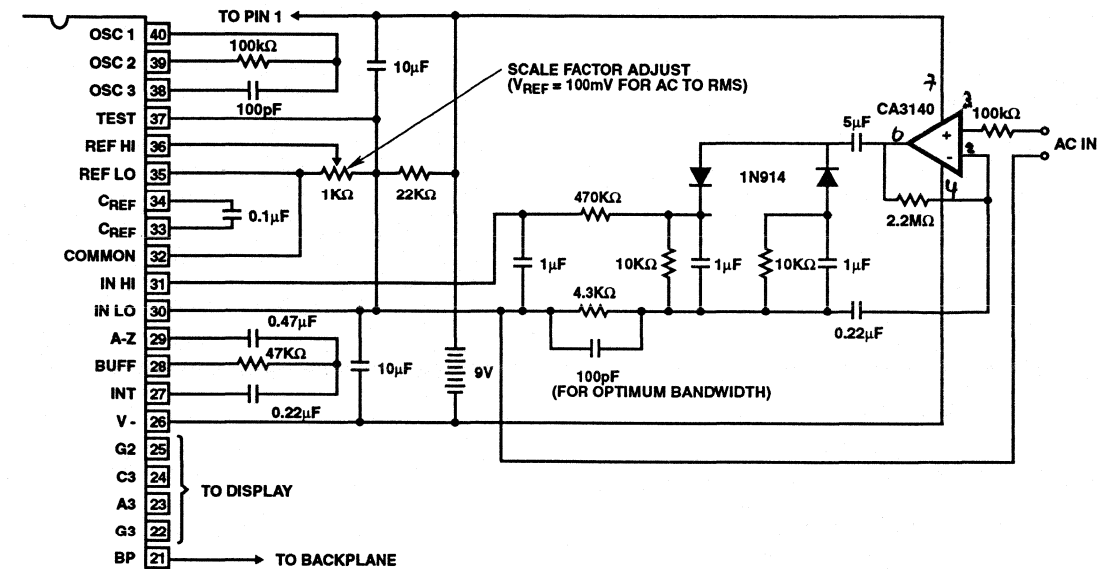 TO PIN 1
OSC 1 40
100kΩ
OSC 2 39
OSC 3 38
100pF
TEST 37
REF HI 36
REF LO 35
1KΩ
22KΩ
CREF 34
0.1µF
CREF 33
COMMON 32
IN HI 31
IN LO 30
0.47µF
A-Z 29
47KΩ
BUFF 28
INT 27
0.22µF
V - 26
G2 25
C3 24
A3 23
G3 22
BP 21
TO DISPLAY
TO BACKPLANE
10µF
SCALE FACTOR ADJUST
(VREF = 100mV FOR AC TO RMS)
10µF
9V
470KΩ
1µF
10KΩ
1µF
4.3KΩ
100pF
(FOR OPTIMUM BANDWIDTH)
1N914
10KΩ
1µF
0.22µF
5µF
6
7
CA3140
3
+
-
2
4
100kΩ
AC IN
2.2MΩ